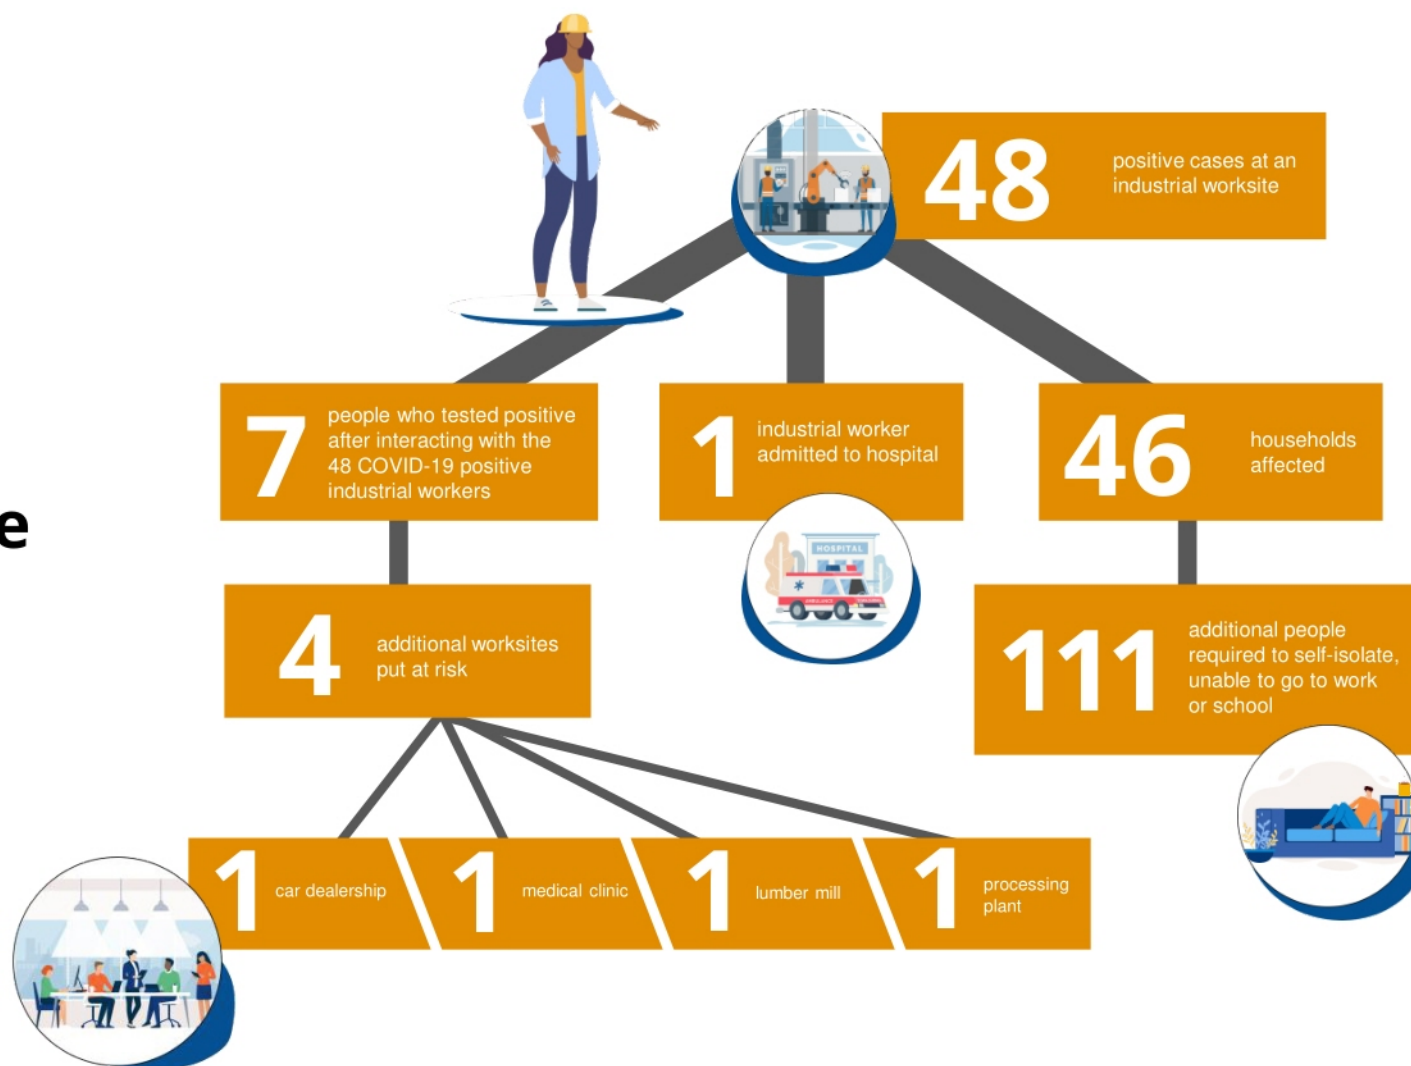 48
positive cases at an
industrial worksite
7
people who tested positive
after interacting with the
48 COVID-19 positive
industrial workers
1
industrial worker
admitted to hospital
46
households
affected
HOSPITAL
e
4
additional worksites
put at risk
111
additional people
required to self-isolate,
unable to go to work
or school
1
car dealership
1
medical clinic
1
lumber mill
1
processing
plant